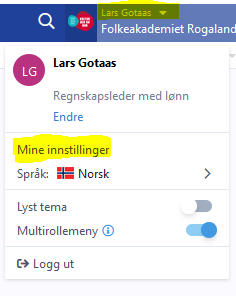 Lars Gotaas
Folkeakademiet Rogaland
LG
Lars Gotaas
Regnskapsleder med lønn
Endre
Mine innstillinger
Språk: Norsk
Lyst tema
Multirollemeny
Logg ut